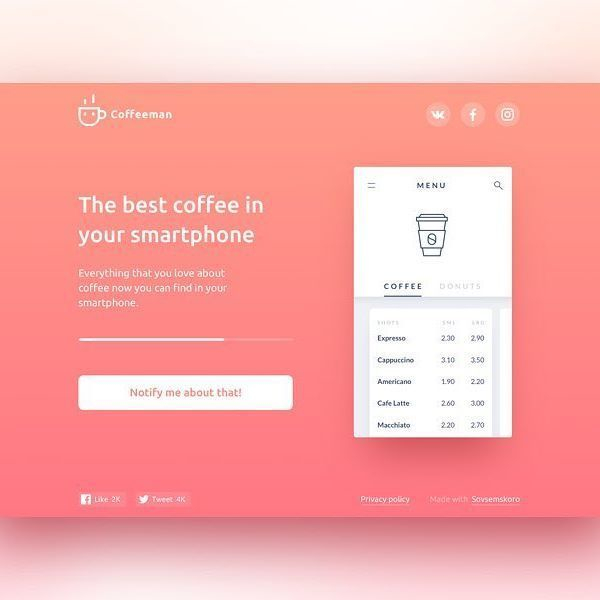 Coffeeman
The best coffee in
your smartphone
Everything that you love about
coffee now you can find in your
smartphone.
Notify me about that!
MENU
COFFEE DONUTS
SHOTS SML LRG
Expresso 2.30 2.90
Cappuccino 3.10 3.50
Americano 1.90 2.20
Cafe Latte 2.60 3.00
Macchiato 2.20 2.70
Like 2K Tweet 4K
Privacy policy Made with Sovsemskoro